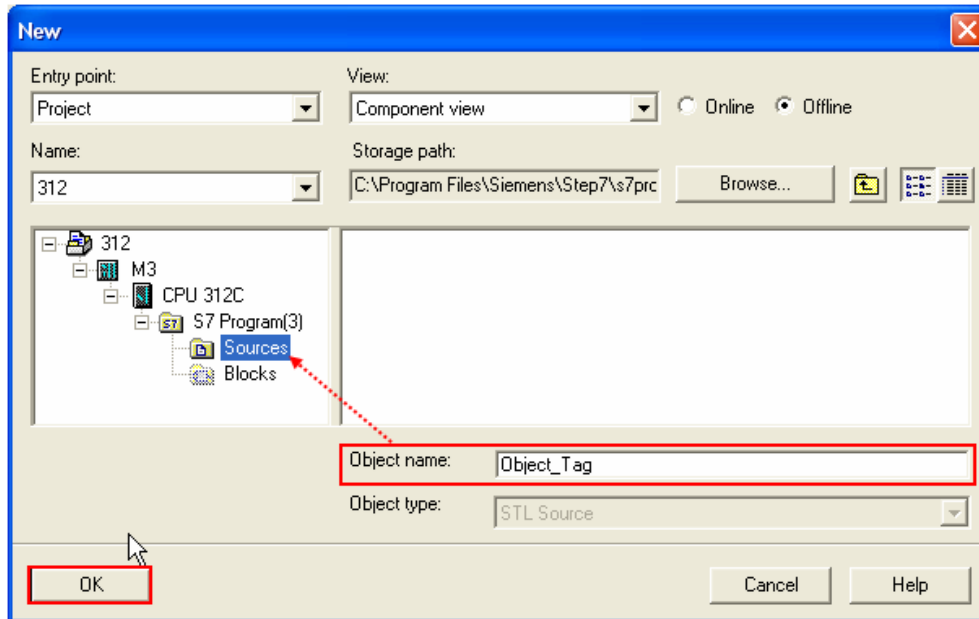 New
Entry point:
View:
Project
Component view
Online
Offline
Name:
Storage path:
312
C:\Program Files\Siemens\Step7\s7prc
Browse...
312
M3
CPU 312C
S7 Program(3)
Sources
Blocks
Object name:
Object_Tag
Object type:
STL Source
OK
Cancel
Help